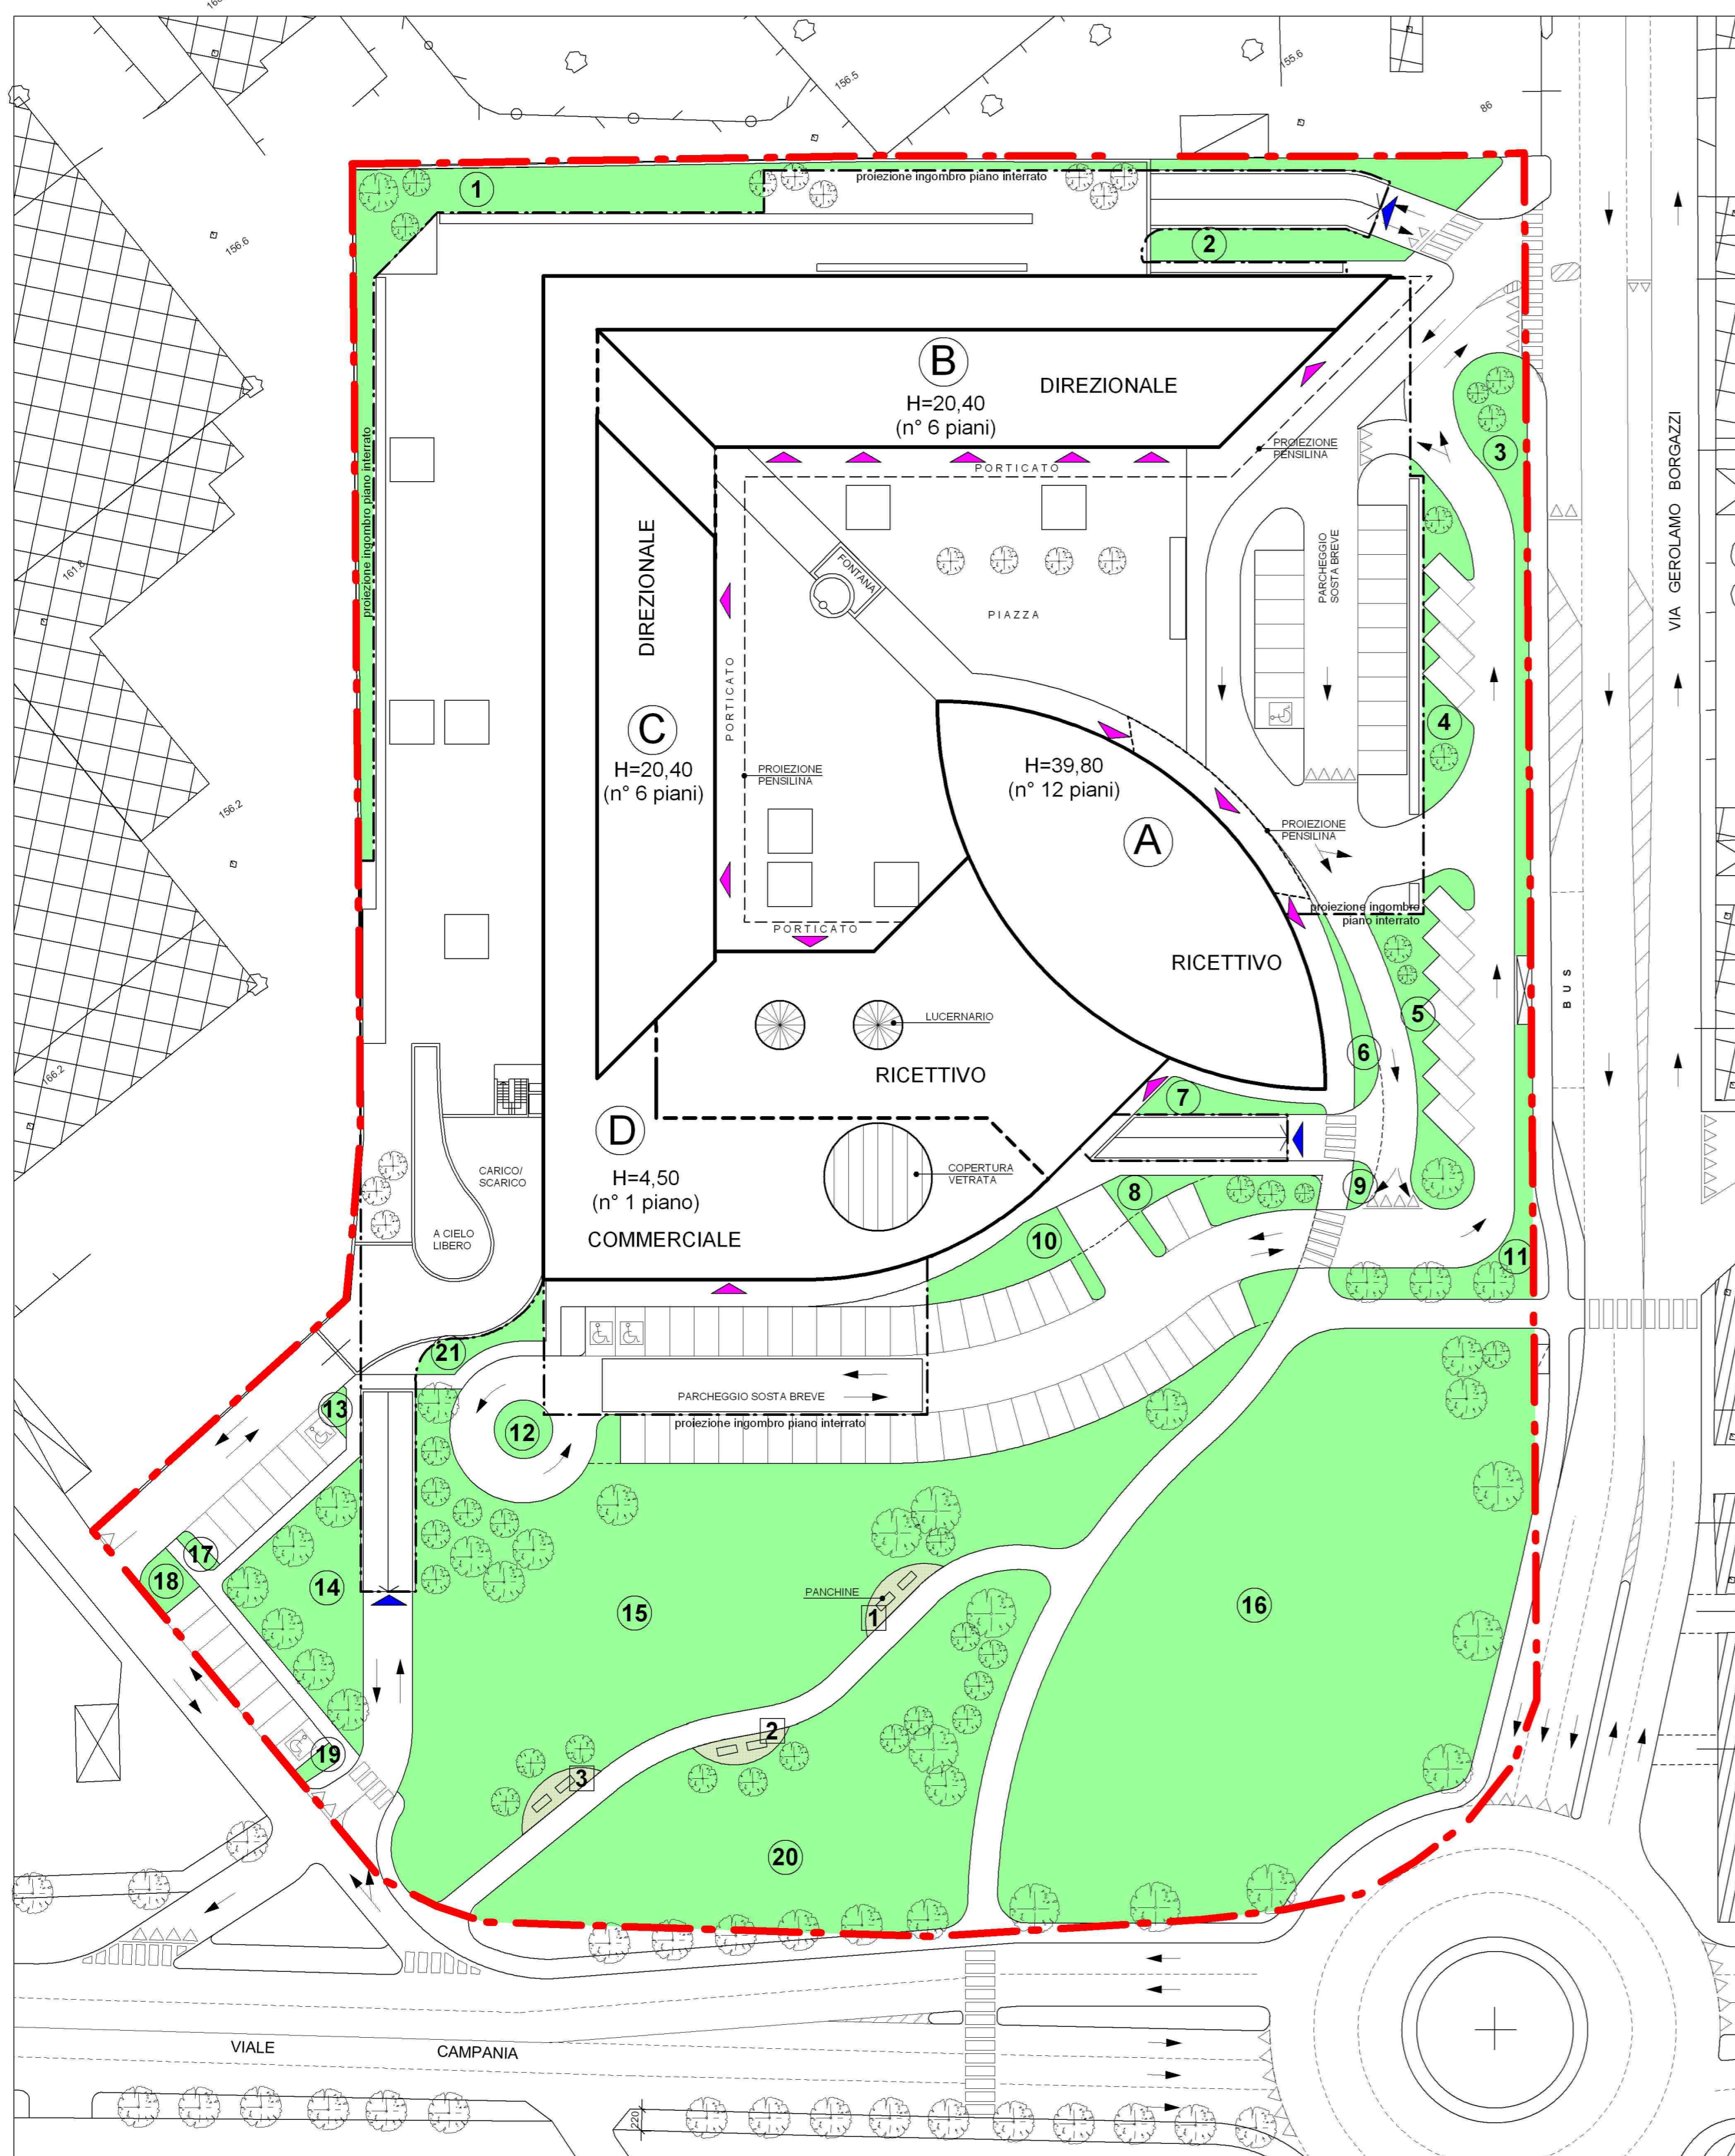 156.5
155.6
86
1
proiezione ingombro piano interrato
2
156.6
B
H=20,40
(n° 6 piani)
DIREZIONALE
3
PROIEZIONE
PENSILINA
PORTICATO
VIA GEROLAMO BORGAZZI
proiezione ingombro piano interrato
DIREZIONALE
FONTANA
PARCHEGGIO
SOSTA BREVE
161.8
PIAZZA
PORTICATO
C
H=20,40
(n° 6 piani)
4
PROIEZIONE
PENSILINA
H=39,80
(n° 12 piani)
156.2
A
PROIEZIONE
PENSILINA
proiezione ingombro
piano interrato
PORTICATO
RICETTIVO
BUS
LUCERNARIO
5
6
166.2
RICETTIVO
7
D
H=4,50
(n° 1 piano)
COMMERCIALE
CARICO/
SCARICO
COPERTURA
VETRATA
8
9
A CIELO
LIBERO
10
11
21
PARCHEGGIO SOSTA BREVE
proiezione ingombro piano interrato
13
12
17
18
14
15
PANCHINE
1
16
2
19
3
20
VIALE CAMPANIA
220